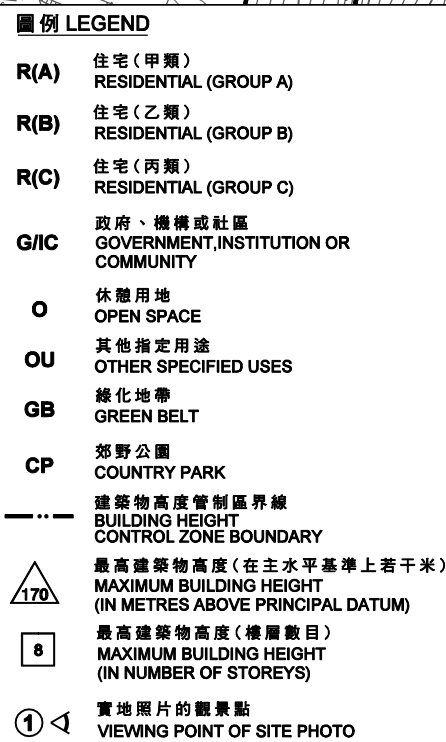 圖例 LEGEND
R(A) 住宅(甲類)
RESIDENTIAL (GROUP A)
R(B) 住宅(乙類)
RESIDENTIAL (GROUP B)
R(C) 住宅(丙類)
RESIDENTIAL (GROUP C)
G/IC 政府、機構或社區
GOVERNMENT,INSTITUTION OR
COMMUNITY
O 休憩用地
OPEN SPACE
OU 其他指定用途
OTHER SPECIFIED USES
GB 綠化地帶
GREEN BELT
CP 郊野公園
COUNTRY PARK
建築物高度管制區界線
BUILDING HEIGHT
CONTROL ZONE BOUNDARY
170 最高建築物高度(在主水平基準上若干米)
MAXIMUM BUILDING HEIGHT
(IN METRES ABOVE PRINCIPAL DATUM)
8 最高建築物高度(樓層數目)
MAXIMUM BUILDING HEIGHT
(IN NUMBER OF STOREYS)
1 實地照片的觀景點
VIEWING POINT OF SITE PHOTO